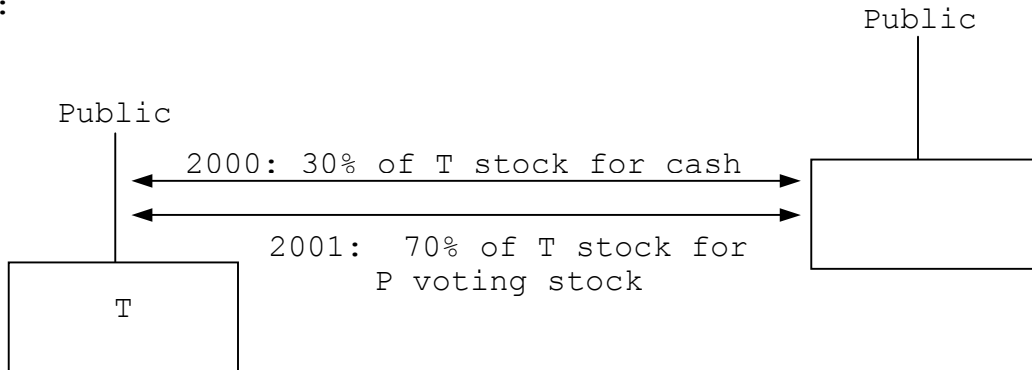 :
Public
Public
2000: 30% of T stock for cash
2001:  70% of T stock for
P voting stock
T